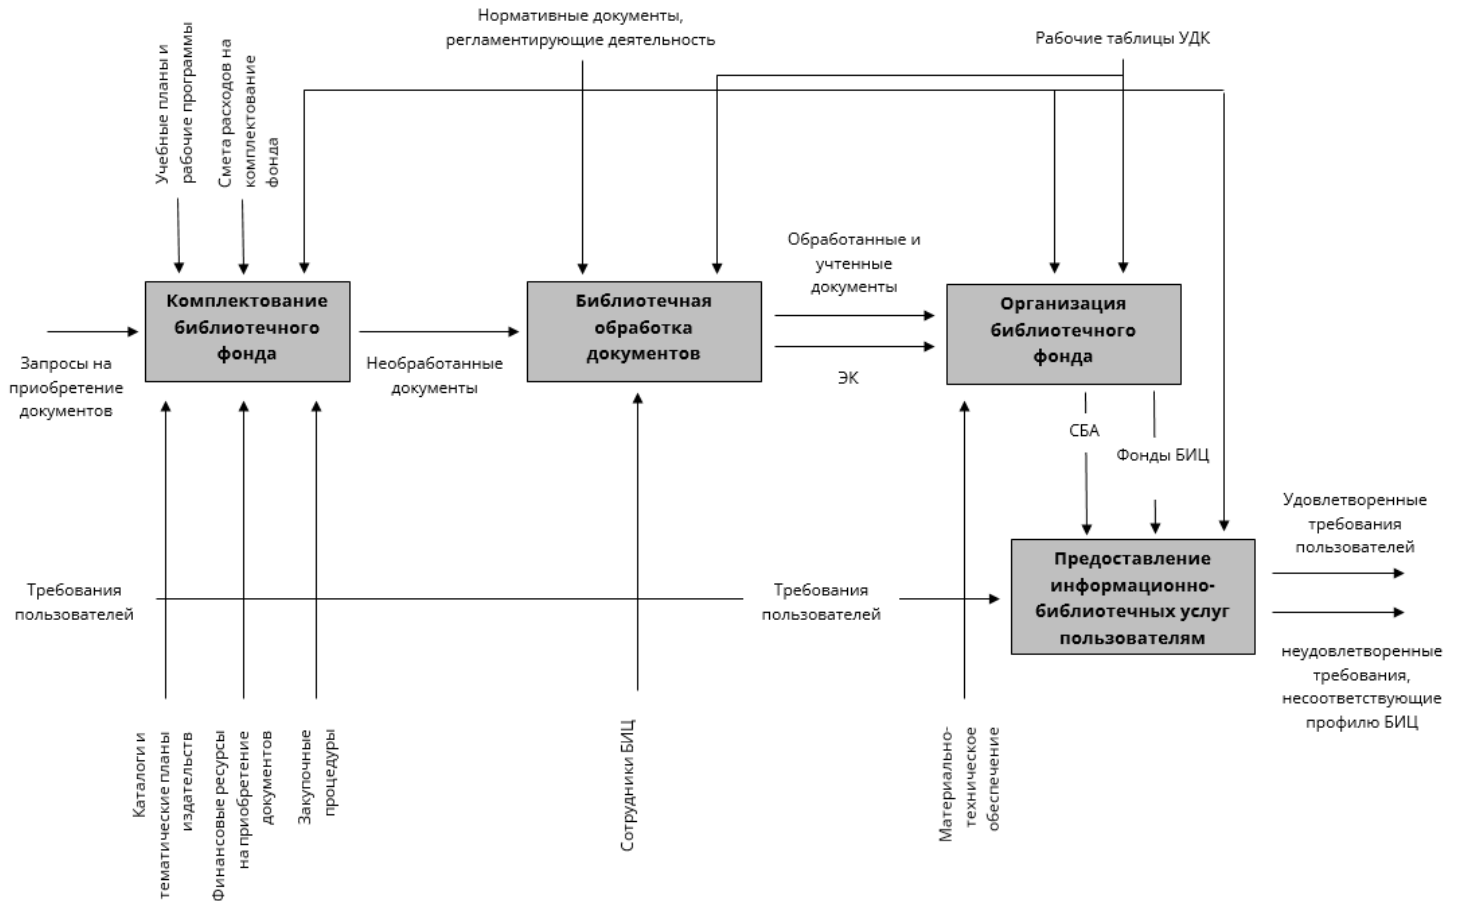 Нормативные документы,
регламентирующие деятельность
Рабочие таблицы УДК
Учебные планы и
рабочие программы
Смета расходов на
комплектование
фонда
Обработанные и
учтенные
документы
Комплектование
библиотечного
фонда
Библиотечная
обработка
документов
Организация
библиотечного
фонда
Запросы на
приобретение
документов
Необработанные
документы
ЭК
СБА
Фонды БИЦ
Удовлетворенные
требования
пользователей
Предоставление
информационно-
библиотечных услуг
пользователям
Требования
пользователей
Требования
пользователей
неудовлетворенные
требования,
несоответствующие
профилю БИЦ
Каталоги и
тематические планы
издательств
Финансовые ресурсы
на приобретение
документов
Закупочные
процедуры
Сотрудники БИЦ
Материально-
техническое
обеспечение